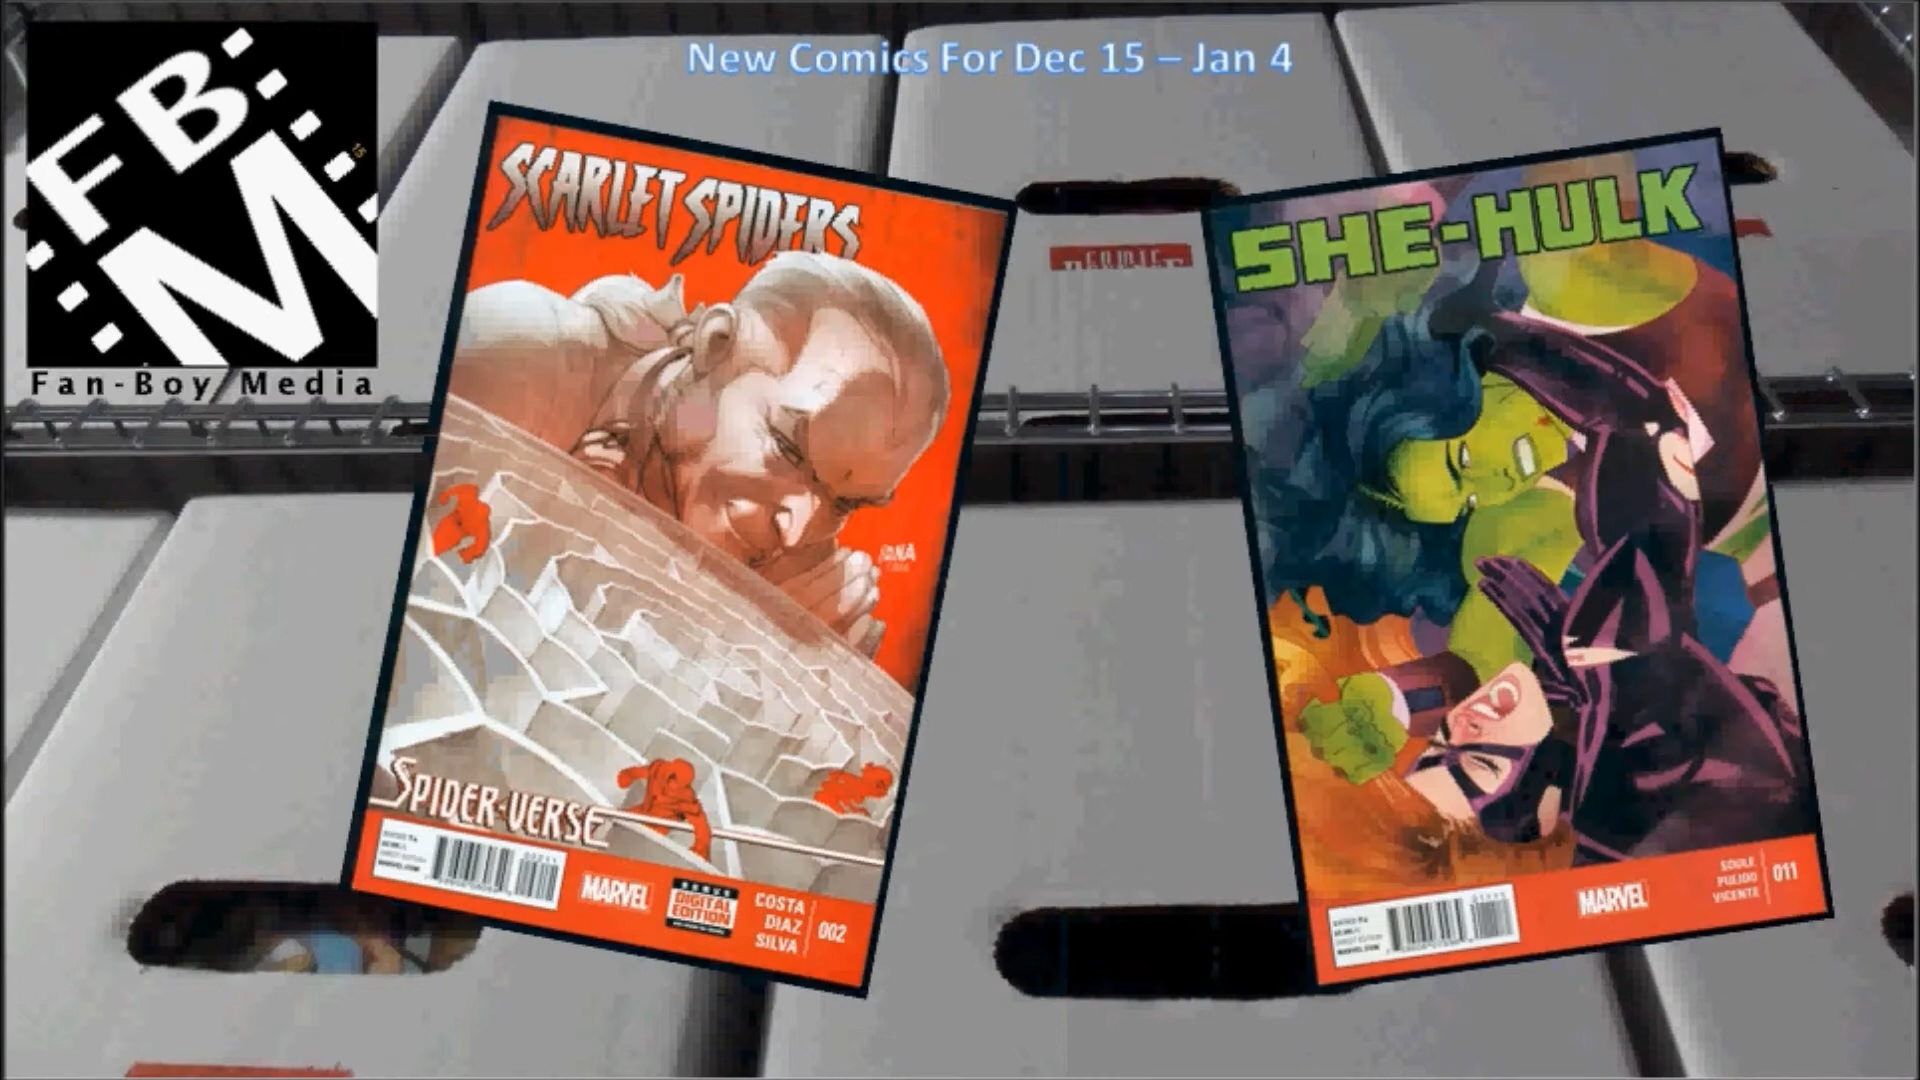 New Comics For Dec 15 – Jan 4
FB
M
15
Fan-Boy Media
SCARLET SPIDERS
SPIDER-VERSE
MARVEL
DIGITAL
EDITION
COSTA
DIAZ
SILVA
002
SHE-HULK
MARVEL
SOULE
PULIDO
VICENTE
011